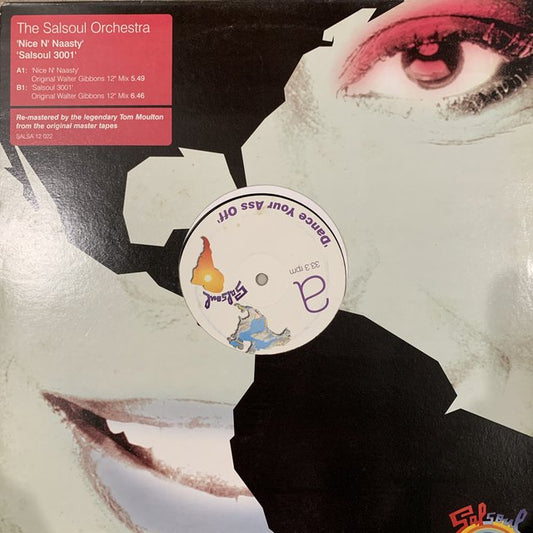 The Salsoul Orchestra
'Nice N' Naasty'
'Salsoul 3001'
A1: 'Nice N' Naasty'
Original Walter Gibbons 12" Mix 5.49
B1: 'Salsoul 3001'
Original Walter Gibbons 12" Mix 6.46
Re-mastered by the legendary Tom Moulton
from the original master tapes
SALSA 12 022
'Dance Your Ass Off'
33.3 rpm
a
Salsoul
Salsoul